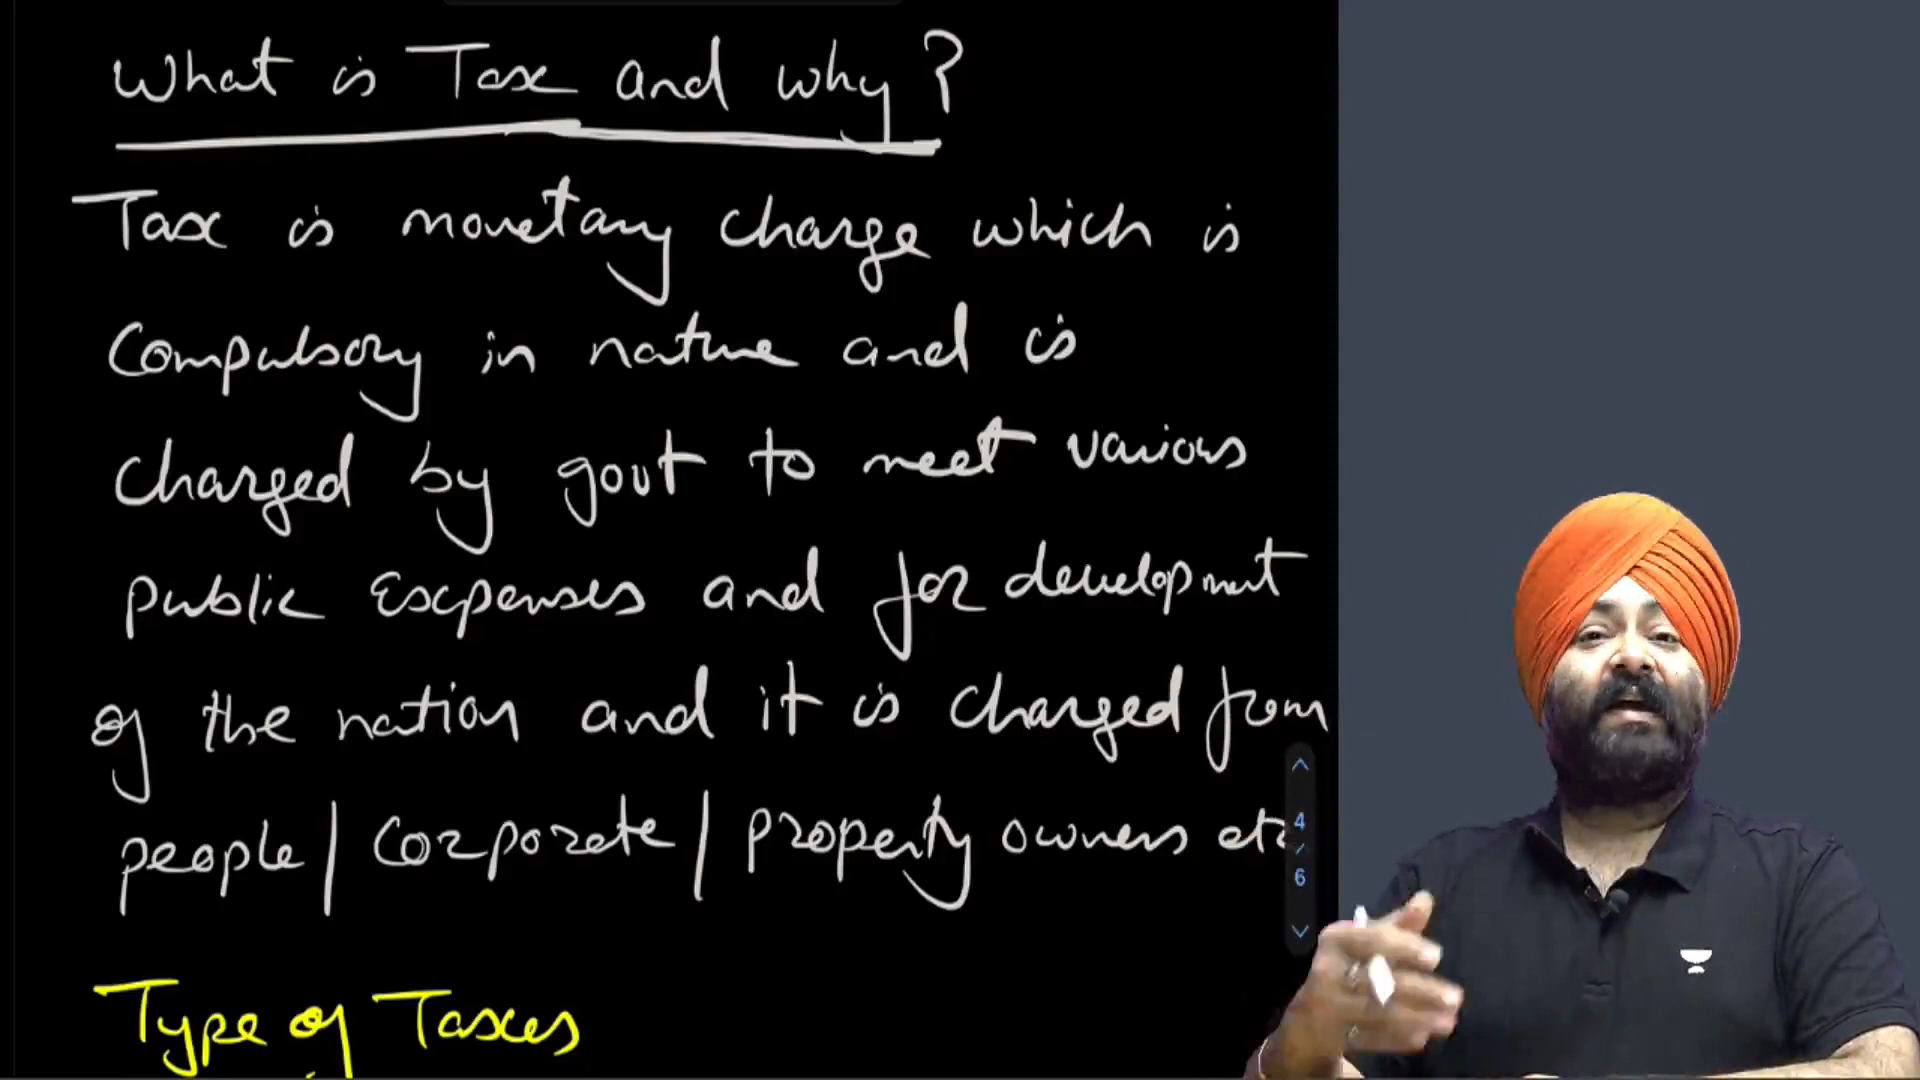 What is Tax and why?
Tax is monetary charge which is
Compulsory in nature and is
charged by govt to meet various
public Expenses and for development
of the nation and it is charged from
people/ Corporate/ property owners etc
4
/
6
Type of Taxes